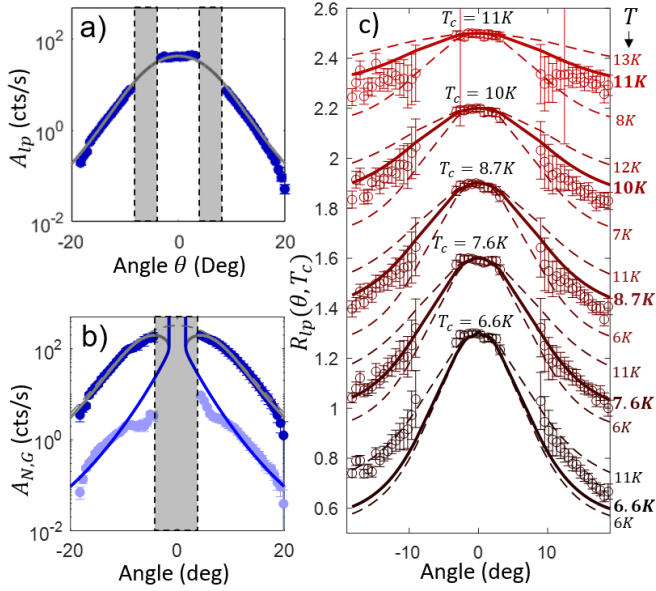 a)
A_lp (cts/s)
10^2
10^0
10^-2
-20
0
20
Angle θ (Deg)
b)
A_N,G (cts/s)
10^2
10^0
10^-2
-20
0
20
Angle (deg)
c)
R_lp(θ,T_c)
2.6
2.4
2.2
2
1.8
1.6
1.4
1.2
1
0.8
0.6
-10
0
10
Angle (deg)
T
T_c = 11K
13K
11K
8K
T_c = 10K
12K
10K
7K
T_c = 8.7K
11K
8.7K
6K
T_c = 7.6K
11K
7.6K
6K
T_c = 6.6K
11K
6.6K
6K